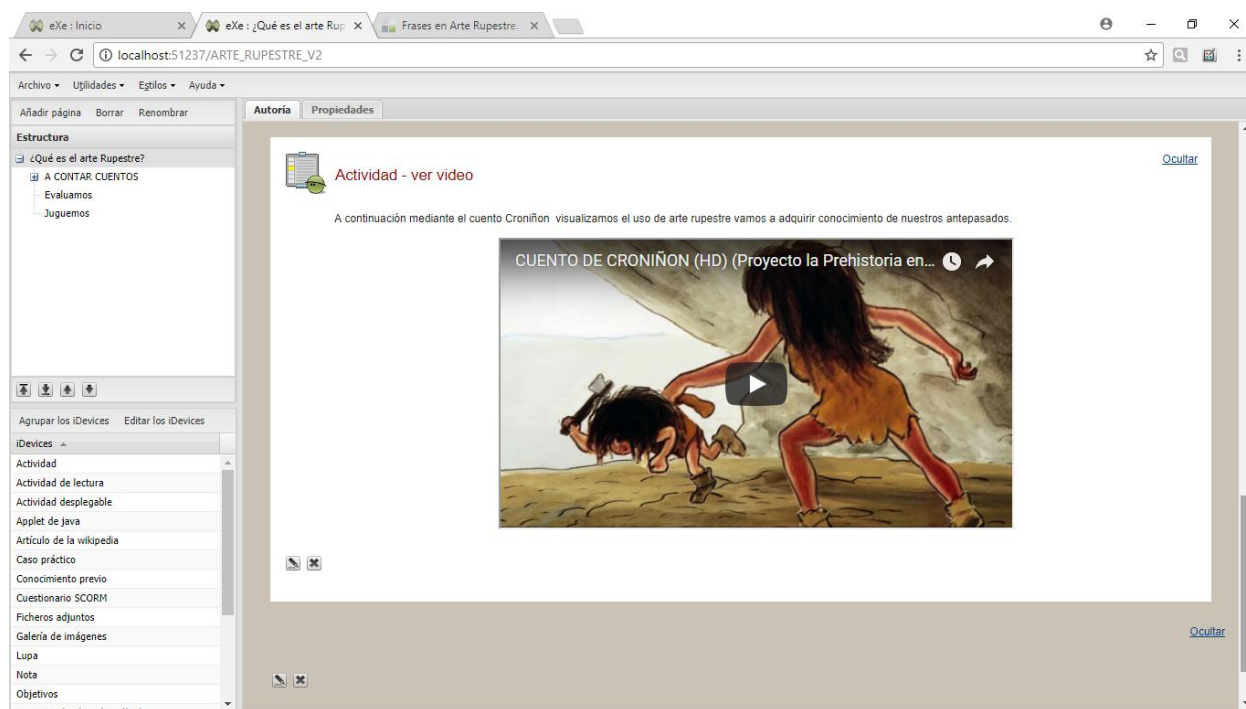 eXe : Inicio
eXe : ¿Qué es el arte Rup
Frases en Arte Rupestre.
localhost:51237/ARTE_RUPESTRE_V2
Archivo Utilidades Estilos Ayuda
Añadir página Borrar Renombrar
Autoría Propiedades
Estructura
¿Qué es el arte Rupestre?
A CONTAR CUENTOS
Evaluamos
Juguemos
Ocultar
Actividad - ver video
A continuación mediante el cuento Croniñon visualizamos el uso de arte rupestre vamos a adquirir conocimiento de nuestros antepasados.
CUENTO DE CRONIÑON (HD) (Proyecto la Prehistoria en...
Agrupar los iDevices Editar los iDevices
iDevices
Actividad
Actividad de lectura
Actividad desplegable
Applet de java
Artículo de la wikipedia
Caso práctico
Conocimiento previo
Cuestionario SCORM
Ficheros adjuntos
Galería de imágenes
Lupa
Nota
Objetivos
Ocultar